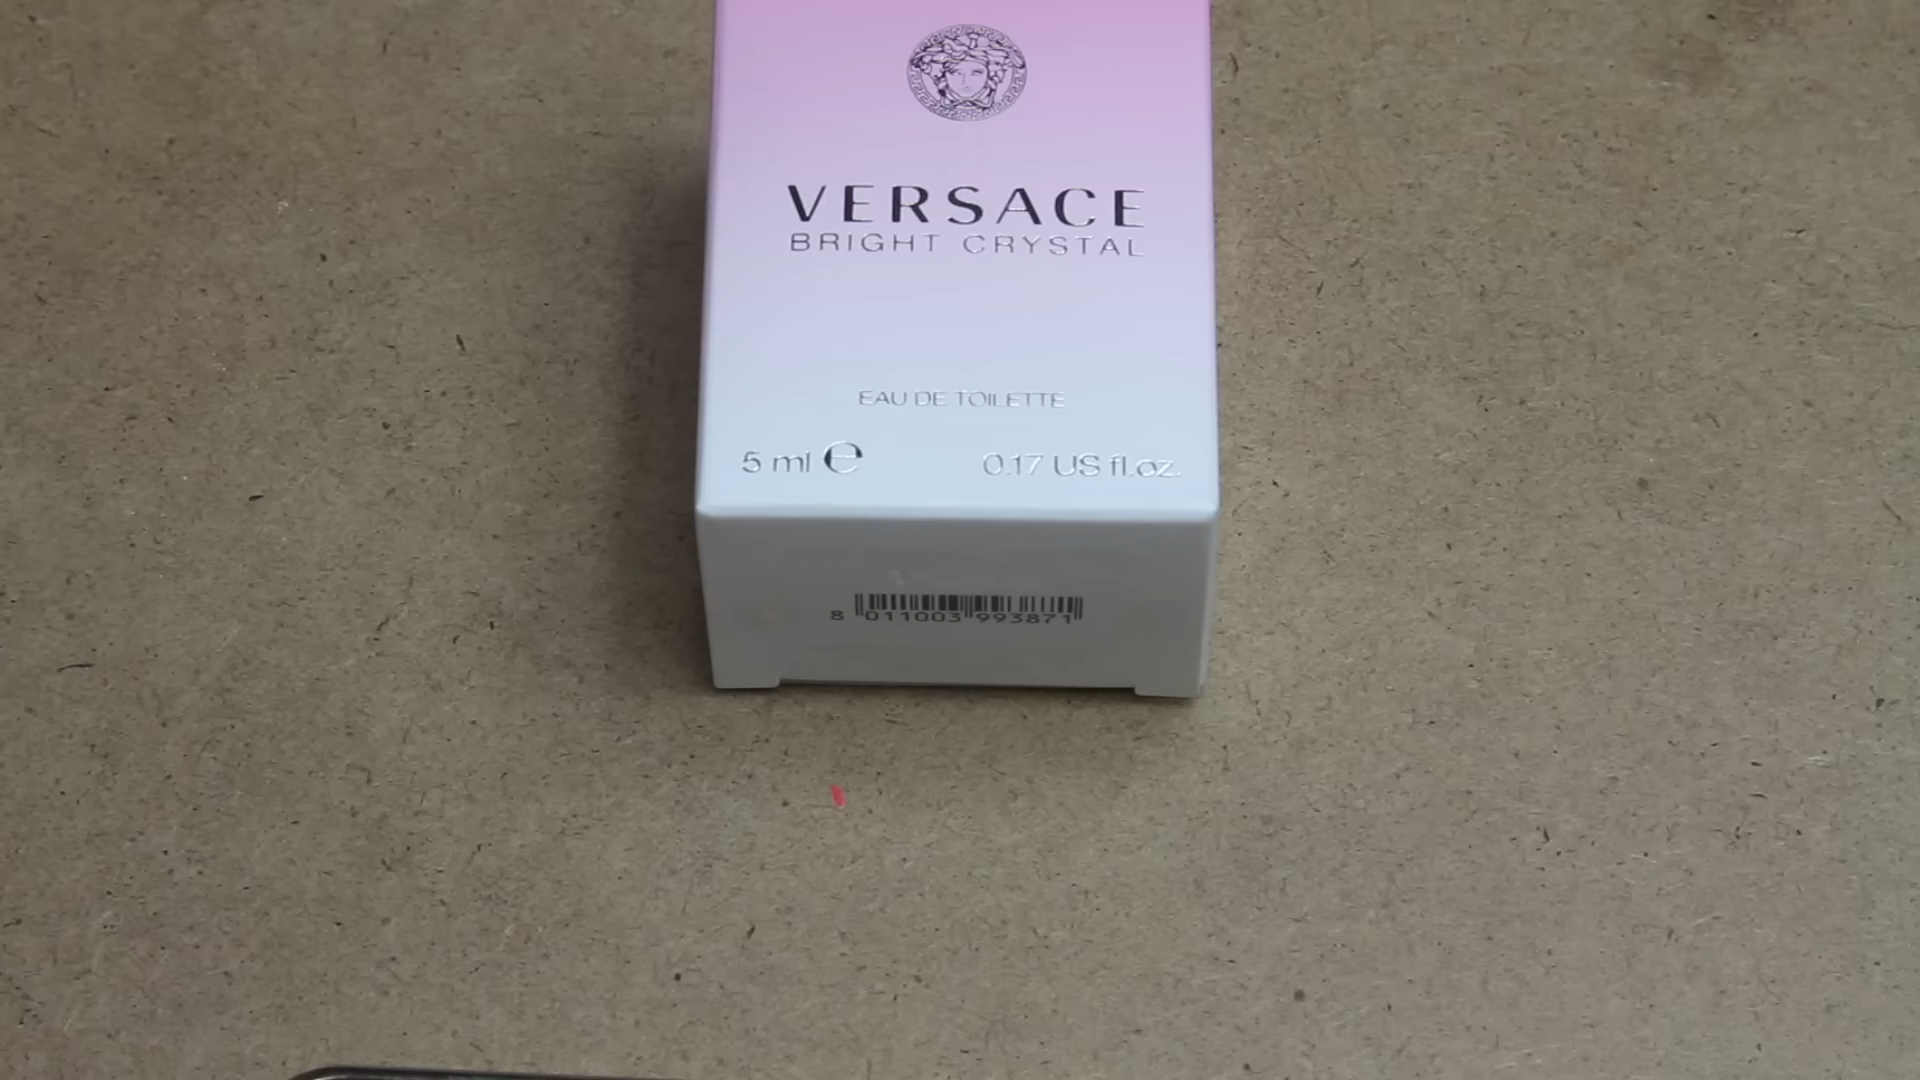 VERSACE
BRIGHT CRYSTAL
EAU DE TOILETTE
5 ml ℮ 0.17 US fl.oz.
8 011003 993871